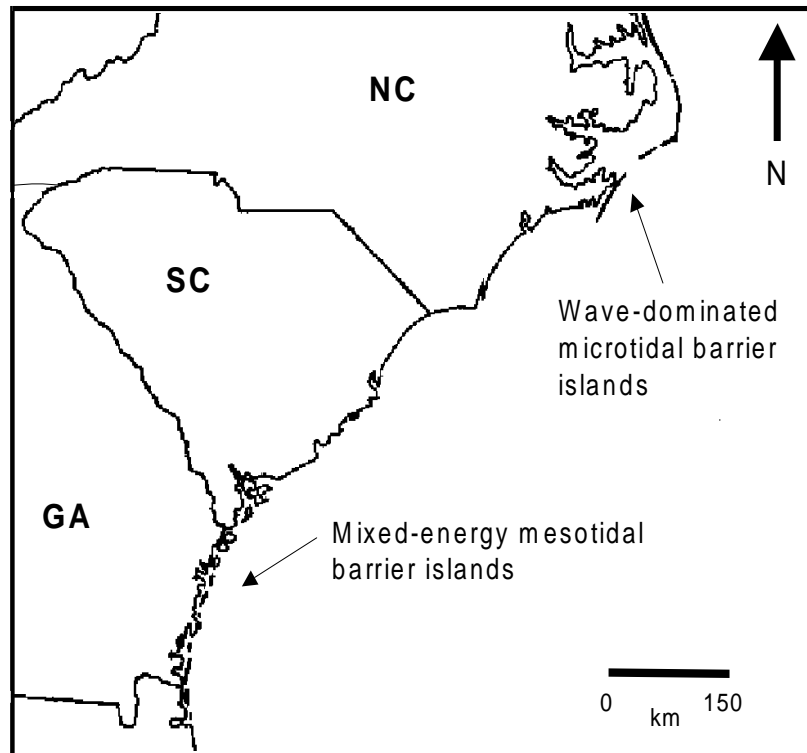 NC
N
SC
Wave-dominated
microtidal barrier
islands
GA
Mixed-energy mesotidal
barrier islands
0 150
km